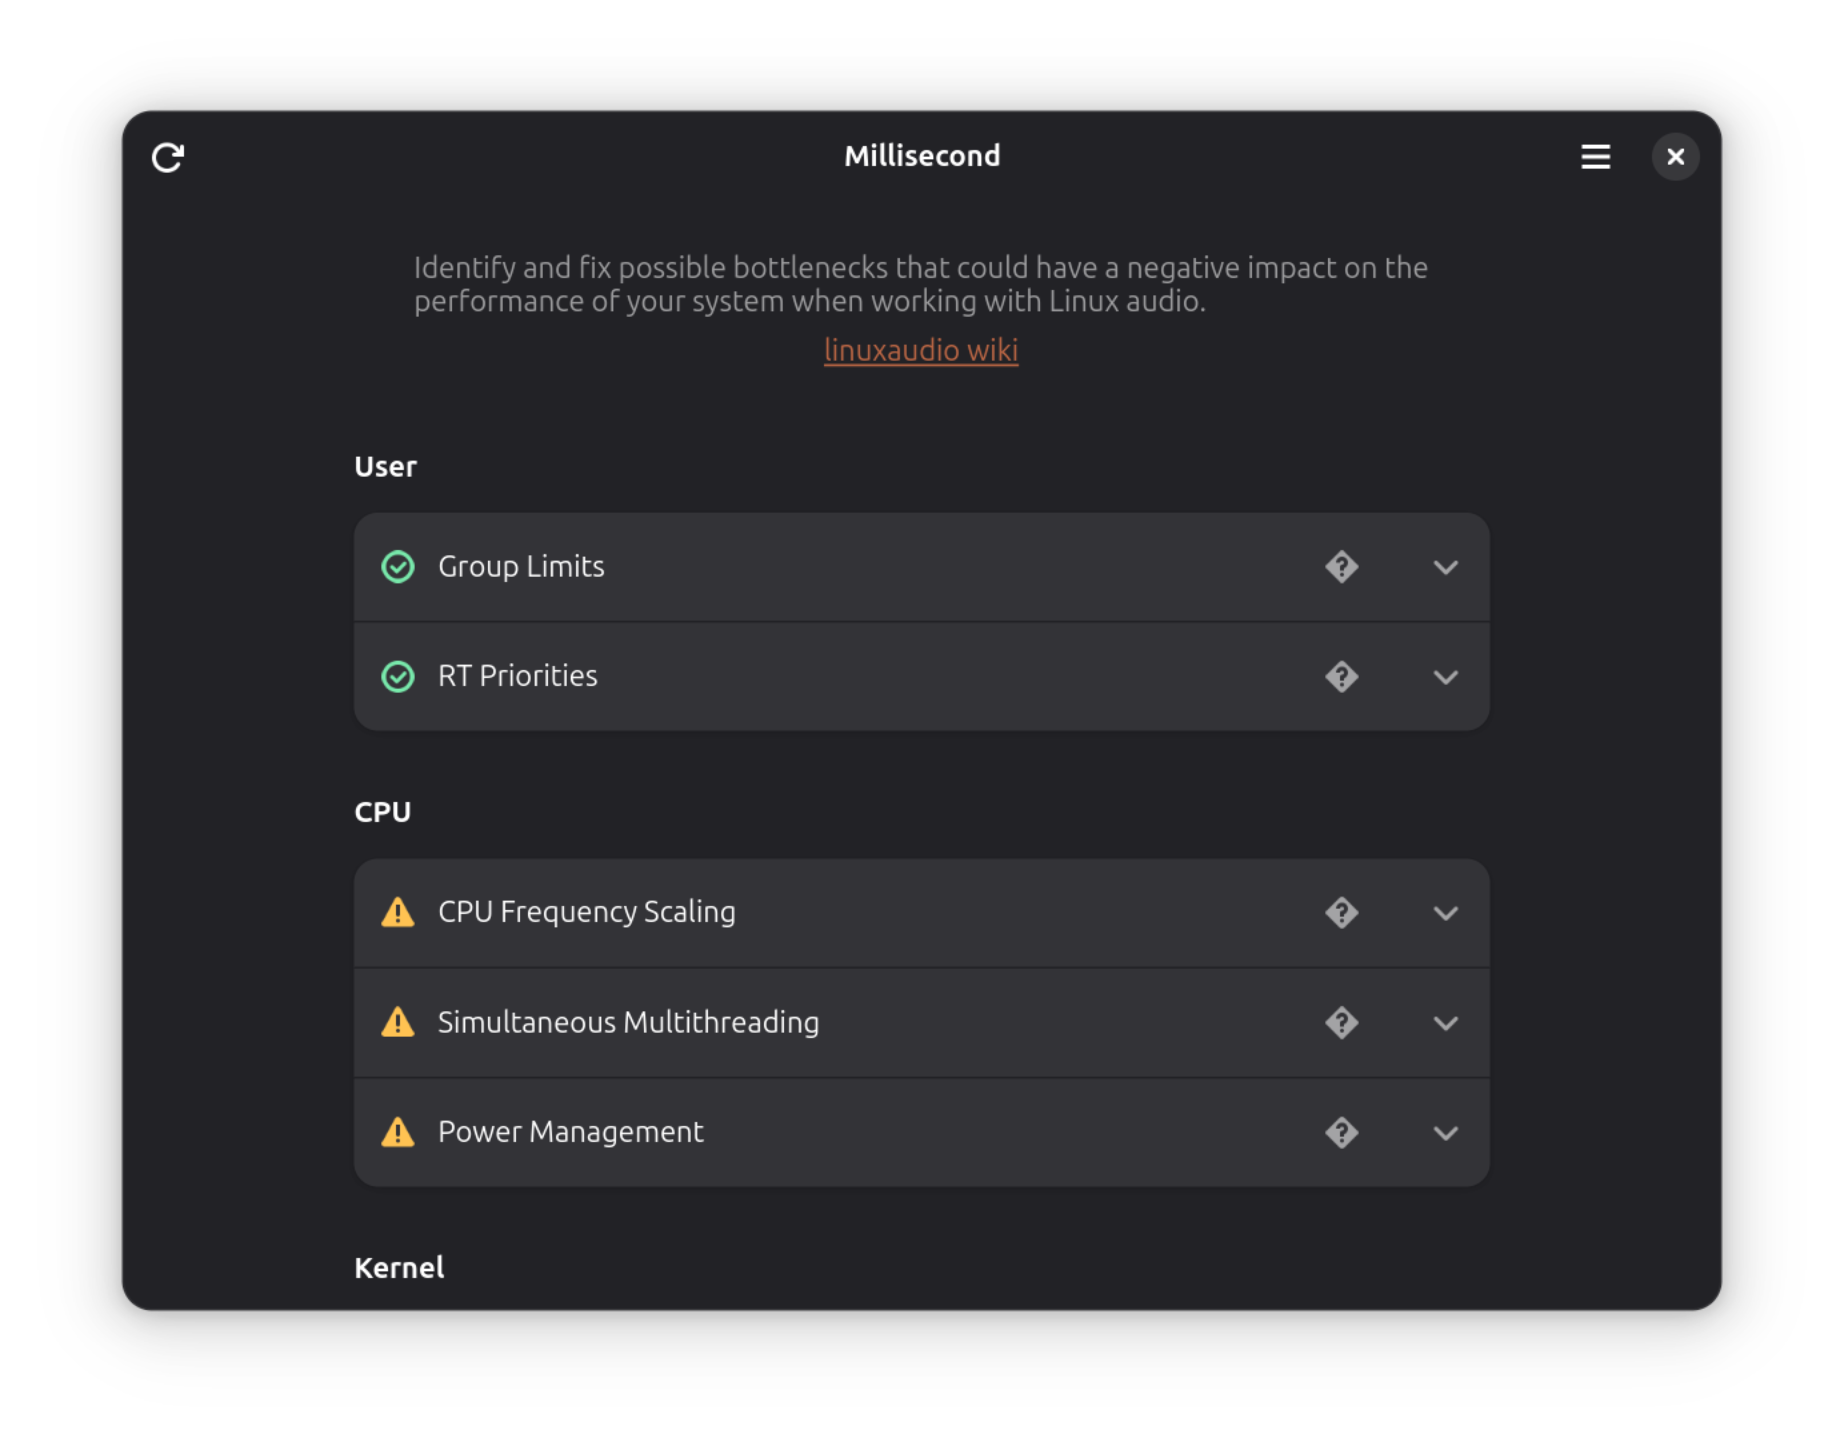 Millisecond
Identify and fix possible bottlenecks that could have a negative impact on the
performance of your system when working with Linux audio.
linuxaudio wiki
User
Group Limits
RT Priorities
CPU
CPU Frequency Scaling
Simultaneous Multithreading
Power Management
Kernel